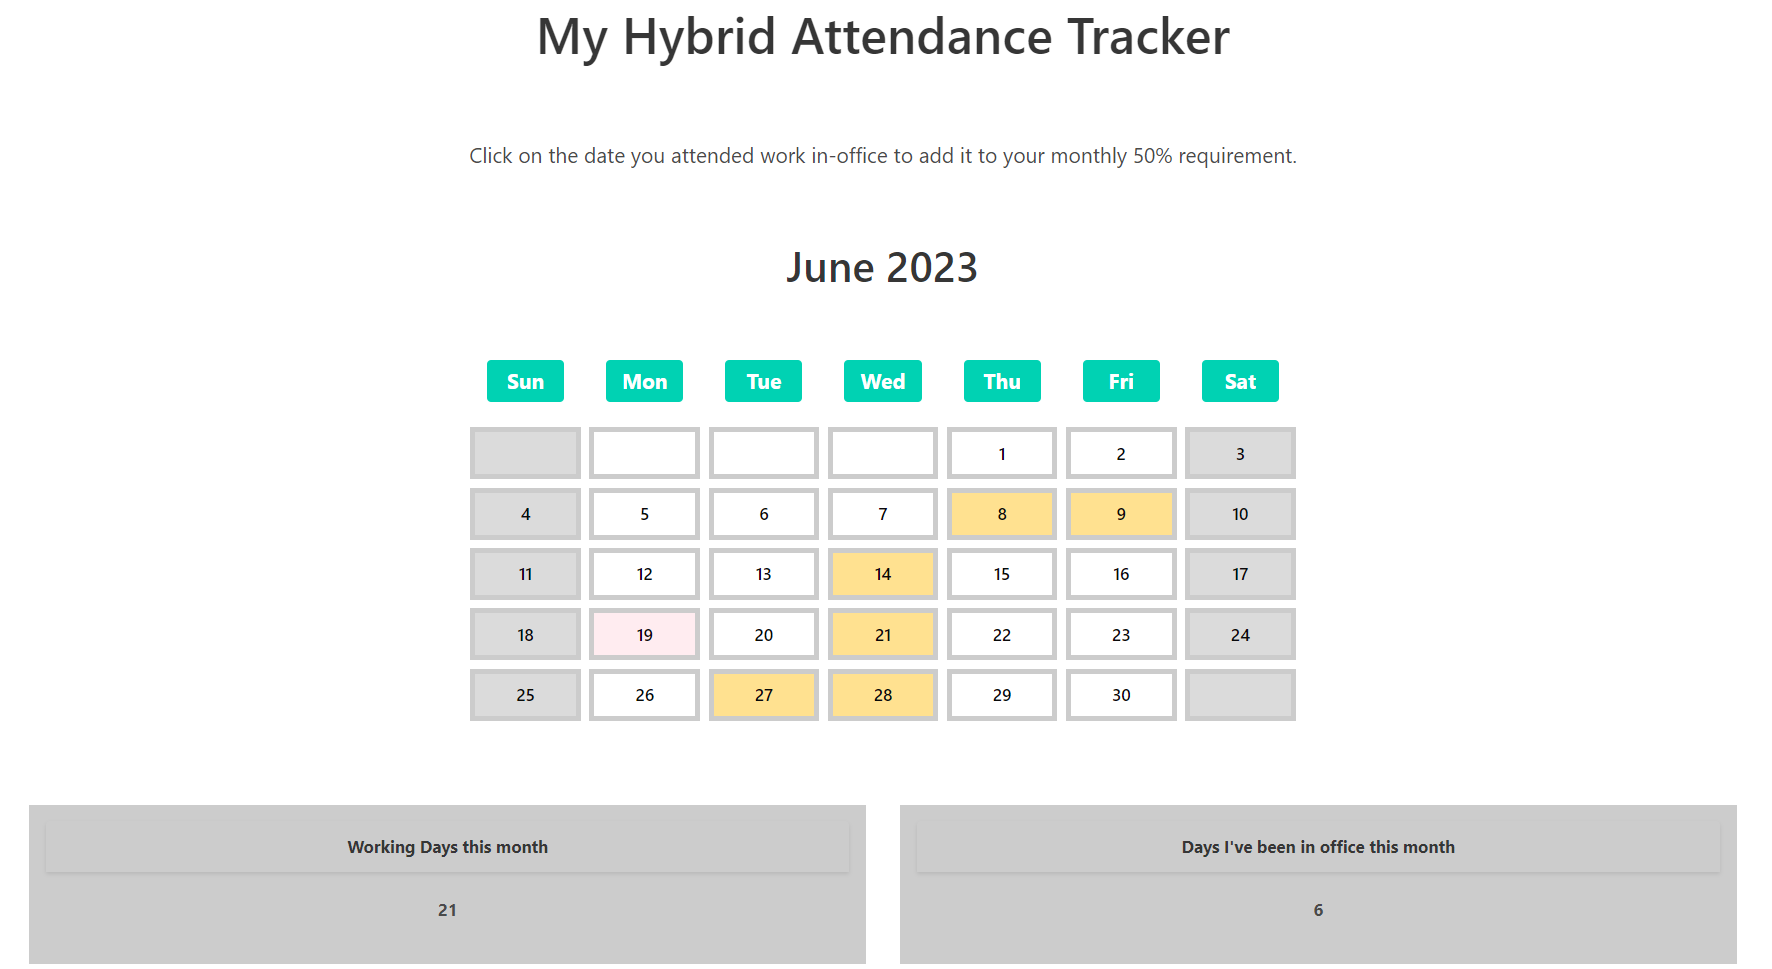 My Hybrid Attendance Tracker
Click on the date you attended work in-office to add it to your monthly 50% requirement.
June 2023
Sun Mon Tue Wed Thu Fri Sat
1 2 3
4 5 6 7 8 9 10
11 12 13 14 15 16 17
18 19 20 21 22 23 24
25 26 27 28 29 30
Working Days this month
21
Days I've been in office this month
6